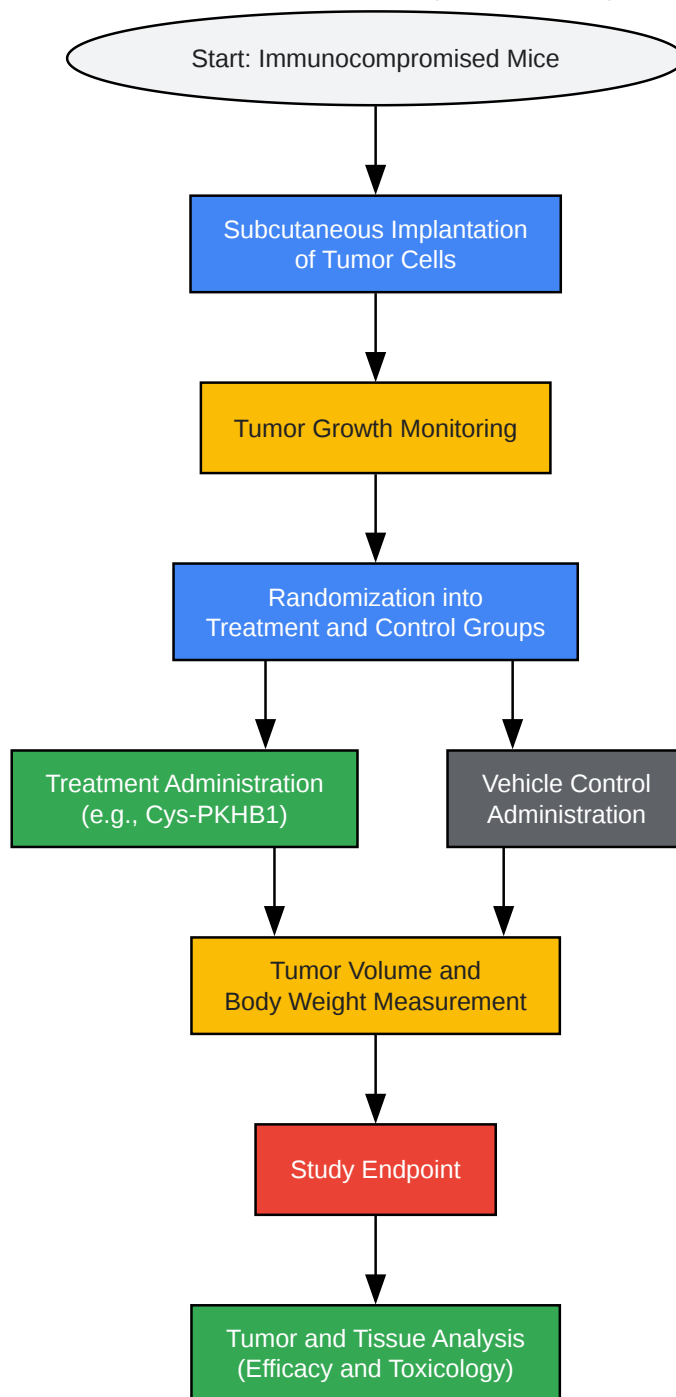 Start: Immunocompromised Mice
Subcutaneous Implantation
of Tumor Cells
Tumor Growth Monitoring
Randomization into
Treatment and Control Groups
Treatment Administration
(e.g., Cys-PKHB1)
Vehicle Control
Administration
Tumor Volume and
Body Weight Measurement
Study Endpoint
Tumor and Tissue Analysis
(Efficacy and Toxicology)